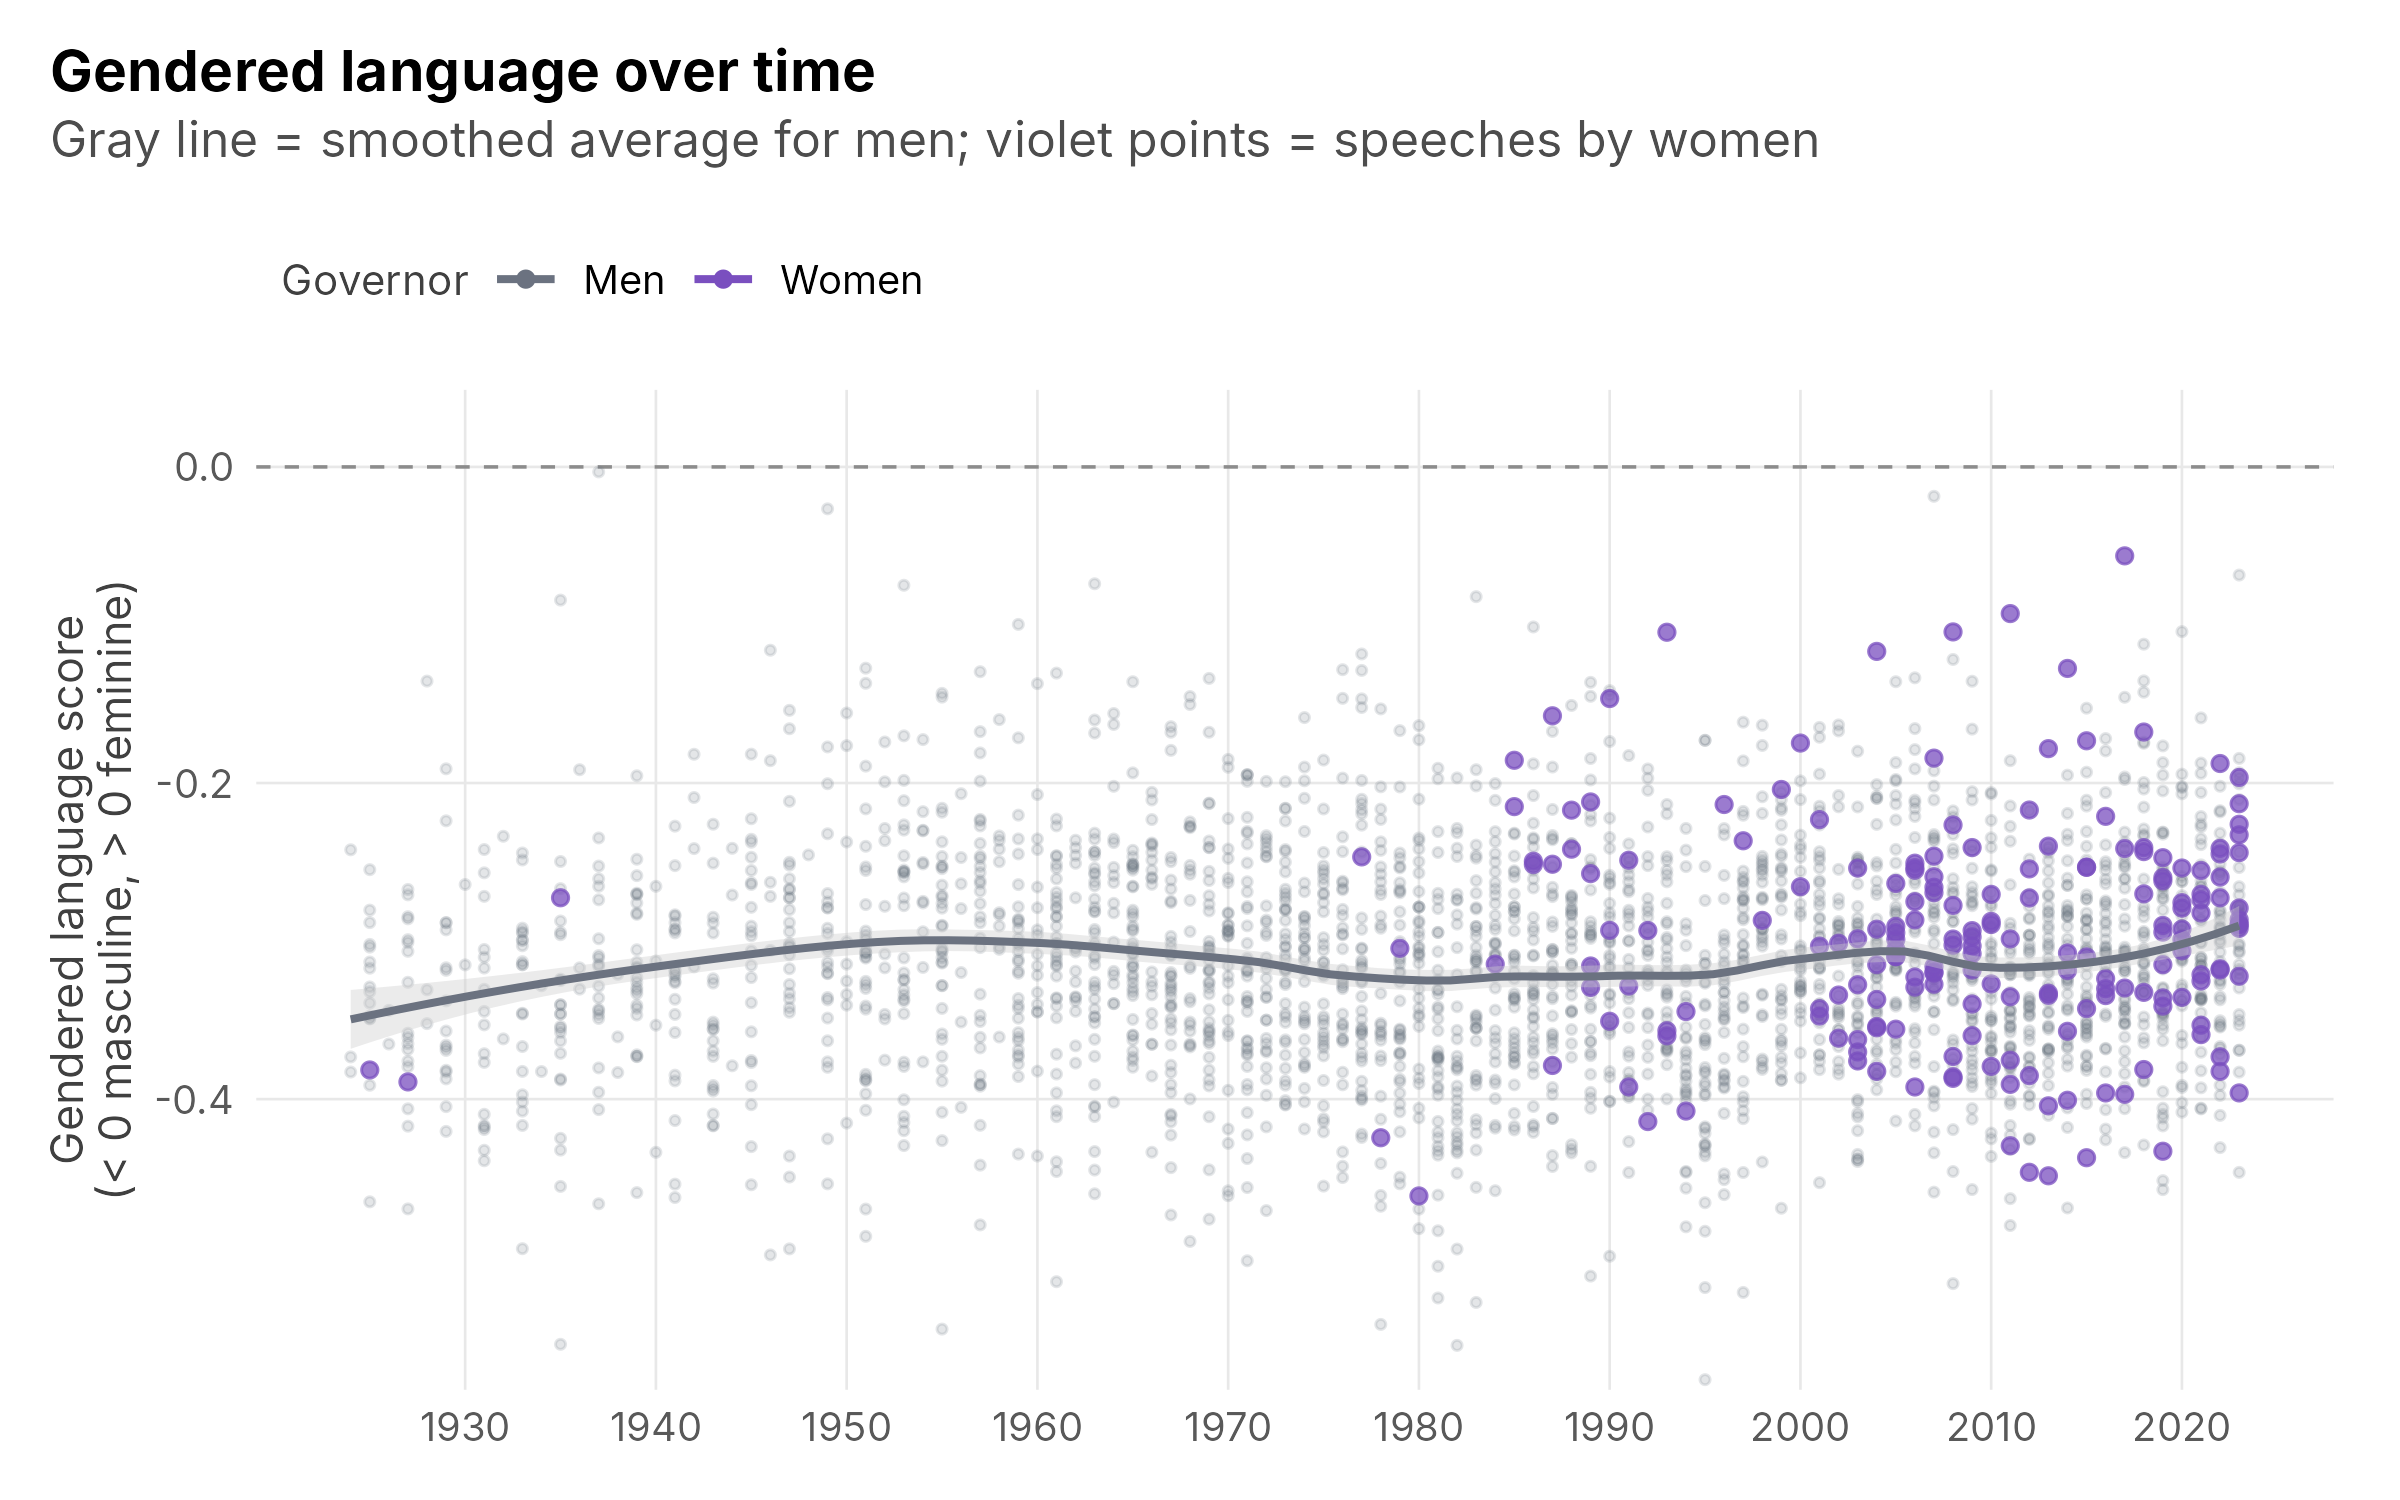 Gendered language over time
Gray line = smoothed average for men; violet points = speeches by women
Governor Men Women
Gendered language score
(< 0 masculine, > 0 feminine)
0.0
-0.2
-0.4
1930 1940 1950 1960 1970 1980 1990 2000 2010 2020